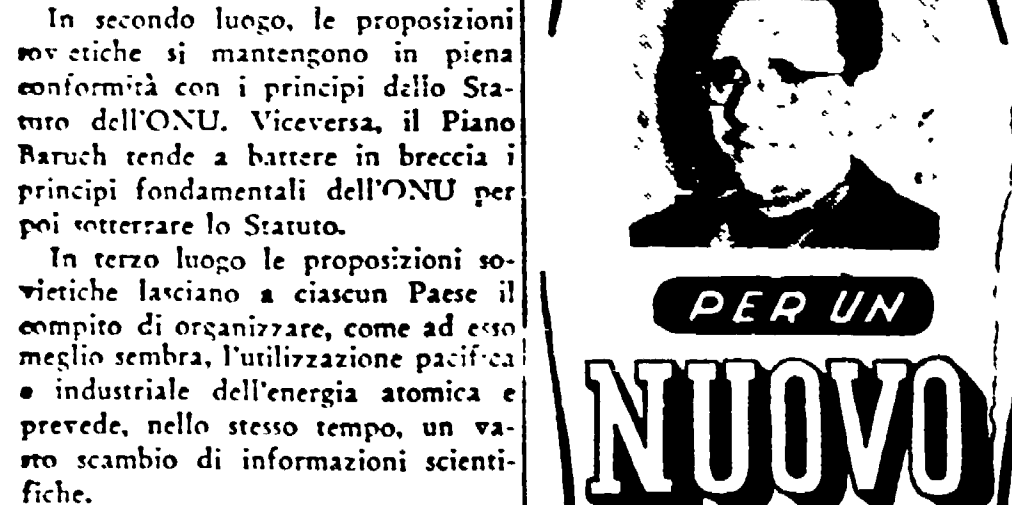 In secondo luogo, le proposizioni
sovietiche si mantengono in piena
conformità con i principi dello Sta-
tuto dell'ONU. Viceversa, il Piano
Baruch tende a battere in breccia i
principi fondamentali dell'ONU per
poi sotterrare lo Statuto.
In terzo luogo le proposizioni so-
vietiche lasciano a ciascun Paese il
compito di organizzare, come ad esso
meglio sembra, l'utilizzazione pacifica
e industriale dell'energia atomica e
prevede, nello stesso tempo, un va-
sto scambio di informazioni scienti-
fiche.
PER UN
NUOVO